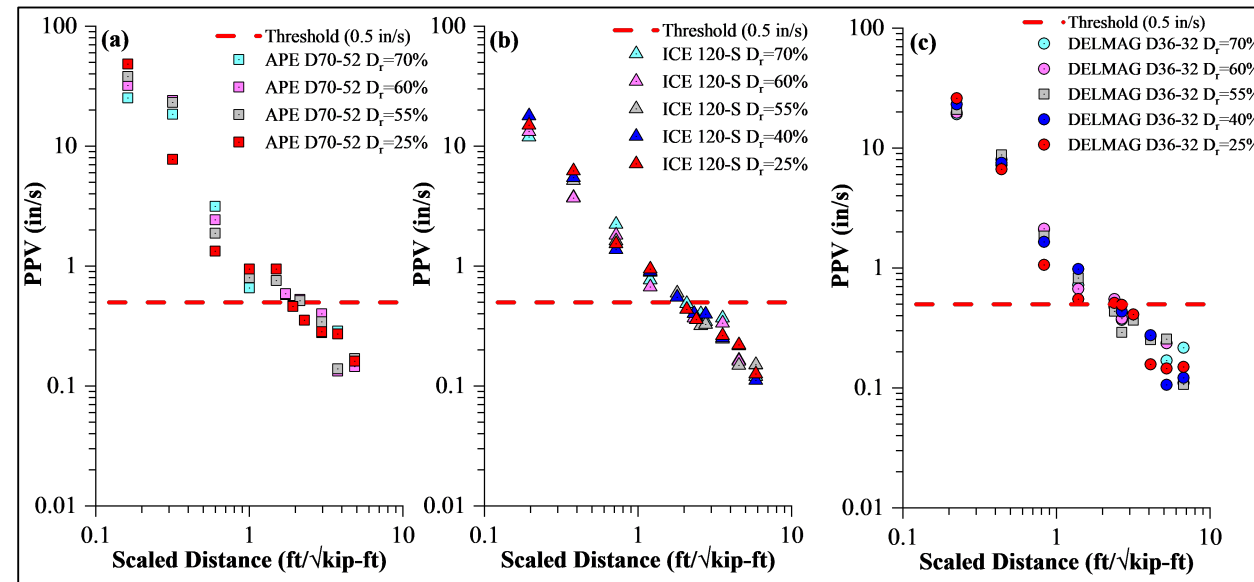 (a)
Threshold (0.5 in/s)
APE D70-52 Dr=70%
APE D70-52 Dr=60%
APE D70-52 Dr=55%
APE D70-52 Dr=25%
100
10
1
0.1
0.01
PPV (in/s)
0.1
1
10
Scaled Distance (ft/√kip-ft)
(b)
Threshold (0.5 in/s)
ICE 120-S Dr=70%
ICE 120-S Dr=60%
ICE 120-S Dr=55%
ICE 120-S Dr=40%
ICE 120-S Dr=25%
100
10
1
0.1
0.01
PPV (in/s)
0.1
1
10
Scaled Distance (ft/√kip-ft)
(c)
Threshold (0.5 in/s)
DELMAG D36-32 Dr=70%
DELMAG D36-32 Dr=60%
DELMAG D36-32 Dr=55%
DELMAG D36-32 Dr=40%
DELMAG D36-32 Dr=25%
100
10
1
0.1
0.01
PPV (in/s)
0.1
1
10
Scaled Distance (ft/√kip-ft)